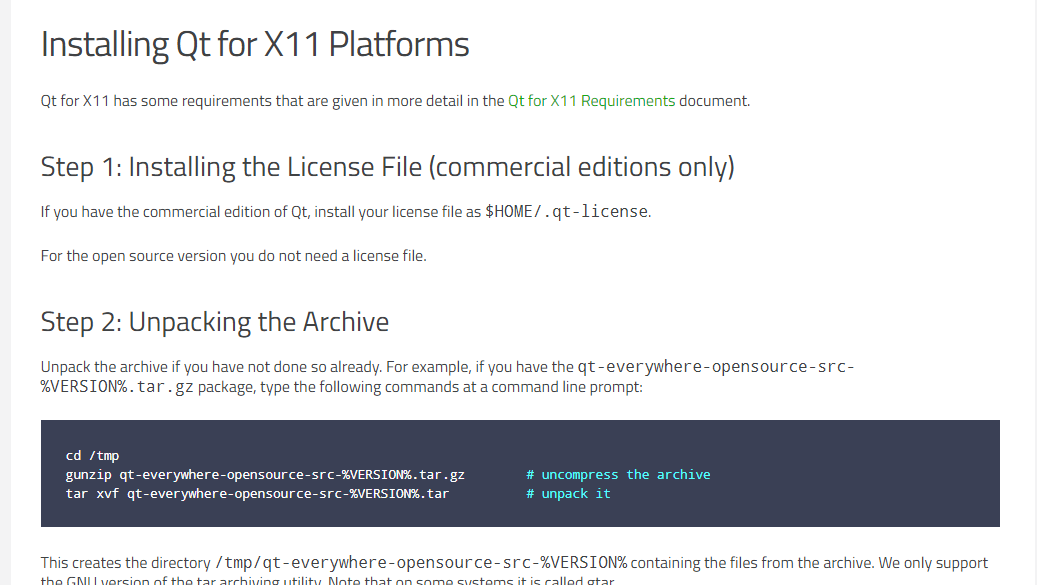 Installing Qt for X11 Platforms
Qt for X11 has some requirements that are given in more detail in the Qt for X11 Requirements document.
Step 1: Installing the License File (commercial editions only)
If you have the commercial edition of Qt, install your license file as $HOME/.qt-license.
For the open source version you do not need a license file.
Step 2: Unpacking the Archive
Unpack the archive if you have not done so already. For example, if you have the qt-everywhere-opensource-src-
%VERSION%.tar.gz package, type the following commands at a command line prompt:
cd /tmp
gunzip qt-everywhere-opensource-src-%VERSION%.tar.gz        # uncompress the archive
tar xvf qt-everywhere-opensource-src-%VERSION%.tar          # unpack it
This creates the directory /tmp/qt-everywhere-opensource-src-%VERSION% containing the files from the archive. We only support
the GNU version of the tar archiving utility. Note that on some systems it is called gtar.